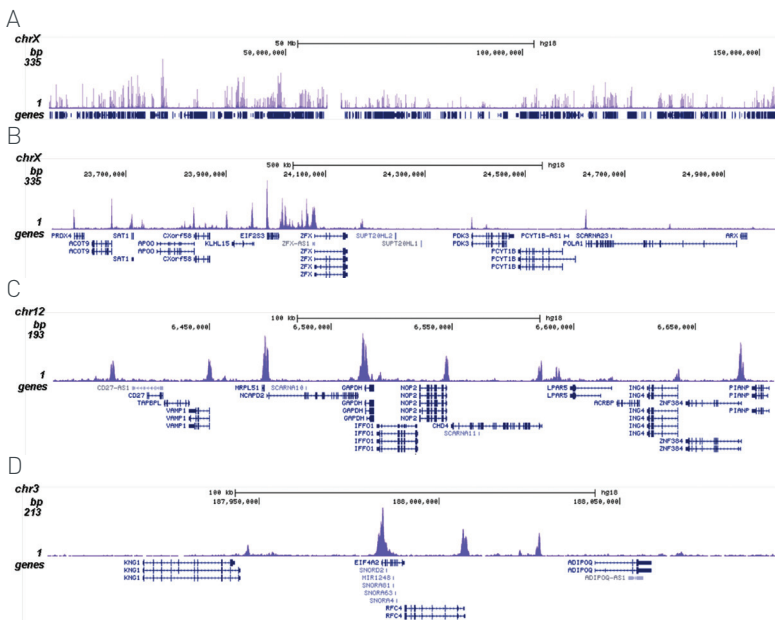 A
chrX
bp
335
1
genes
50 Mb hg18
50,000,000 100,000,000 150,000,000
B
chrX
bp
335
1
genes
500 kb hg18
23,700,000 23,900,000 24,100,000 24,300,000 24,500,000 24,700,000 24,900,000
PRDX4 SAT1 CXorf58 EIF2S3 ZFX SUPT20HL2 PDK3 PCYT1B-AS1 SCARNA23 ARX
ACOT9 APOO KLHL15 ZFX-AS1 SUPT20HL1 PDK3 POLA1
ACOT9 APOO ZFX PCYT1B
SAT1 CXorf58 ZFX PCYT1B
ZFX PCYT1B
ZFX
C
chr12
bp
193
1
genes
100 kb hg18
6,450,000 6,500,000 6,550,000 6,600,000 6,650,000
CD27-AS1 MRPL51 SCARNA10 GAPDH NOP2 LPAR5 ING4 PIANP
CD27 NCAPD2 GAPDH NOP2 LPAR5 ING4 PIANP
TAPBPL GAPDH NOP2 ACRBP ING4 ZNF384
VAMP1 GAPDH NOP2 ING4 PIANP
VAMP1 GAPDH NOP2 ING4
VAMP1 IFFO1 CHD4 ING4
IFFO1 SCARNA11 ING4
IFFO1 ZNF384
IFFO1 ZNF384
D
chr3
bp
213
1
genes
100 kb hg18
187,950,000 188,000,000 188,050,000
KNG1 EIF4A2 ADIPOQ
KNG1 SNORD2 ADIPOQ
KNG1 MIR1248 ADIPOQ-AS1
SNORA81
SNORA63
SNORA4
RFC4
RFC4